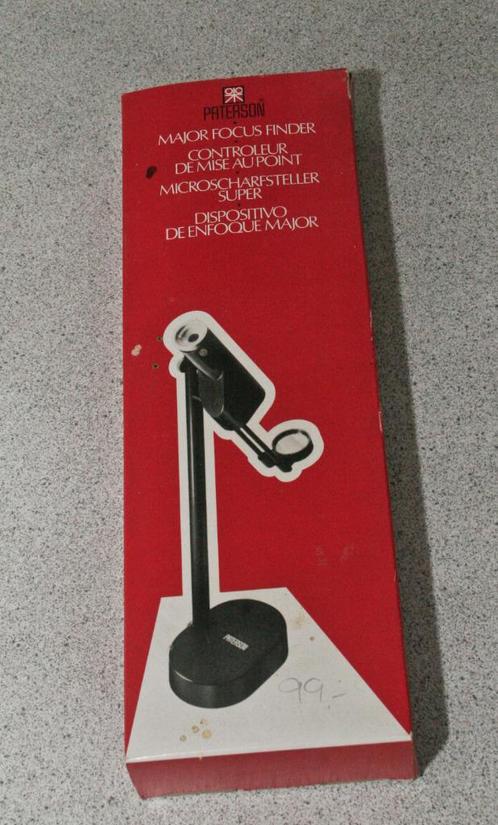 PATERSON
MAJOR FOCUS FINDER
CONTROLEUR
DE MISE AU POINT
MICROSCHARFSTELLER
SUPER
DISPOSITIVO
DE ENFOQUE MAJOR
PATERSON
99,-